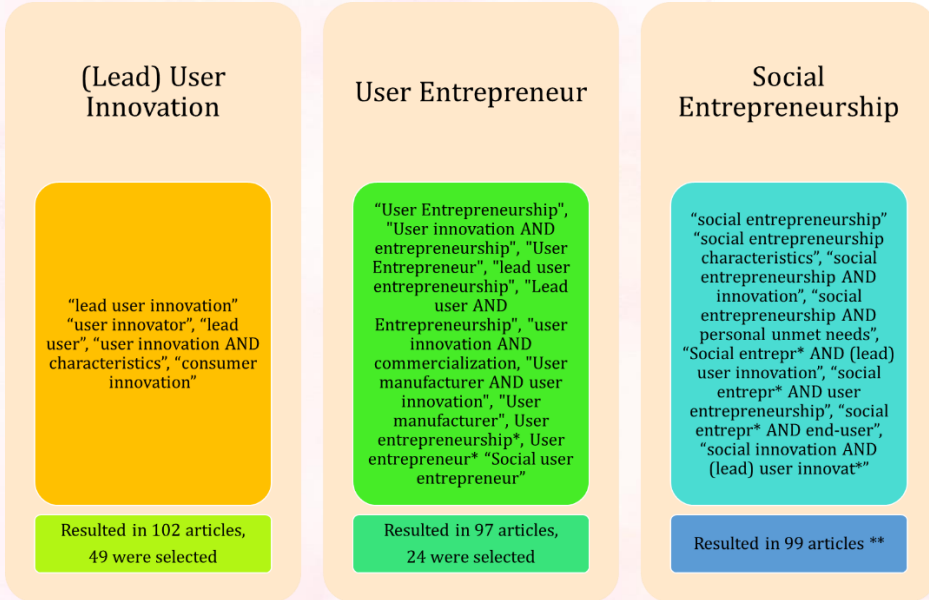 (Lead) User
Innovation
“lead user innovation”
“user innovator”, “lead
user”, “user innovation AND
characteristics”, “consumer
innovation”
Resulted in 102 articles,
49 were selected
User Entrepreneur
“User Entrepreneurship",
"User innovation AND
entrepreneurship", "User
Entrepreneur", "lead user
entrepreneurship", "Lead
user AND
Entrepreneurship", "user
innovation AND
commercialization, "User
manufacturer AND user
innovation", "User
manufacturer", User
entrepreneurship*, User
entrepreneur* “Social user
entrepreneur”
Resulted in 97 articles,
24 were selected
Social
Entrepreneurship
“social entrepreneurship”
“social entrepreneurship
characteristics”, “social
entrepreneurship AND
innovation”, “social
entrepreneurship AND
personal unmet needs”,
“Social entrepr* AND (lead)
user innovation”, “social
entrepr* AND user
entrepreneurship”, “social
entrepr* AND end-user”,
“social innovation AND
(lead) user innovat*”
Resulted in 99 articles **